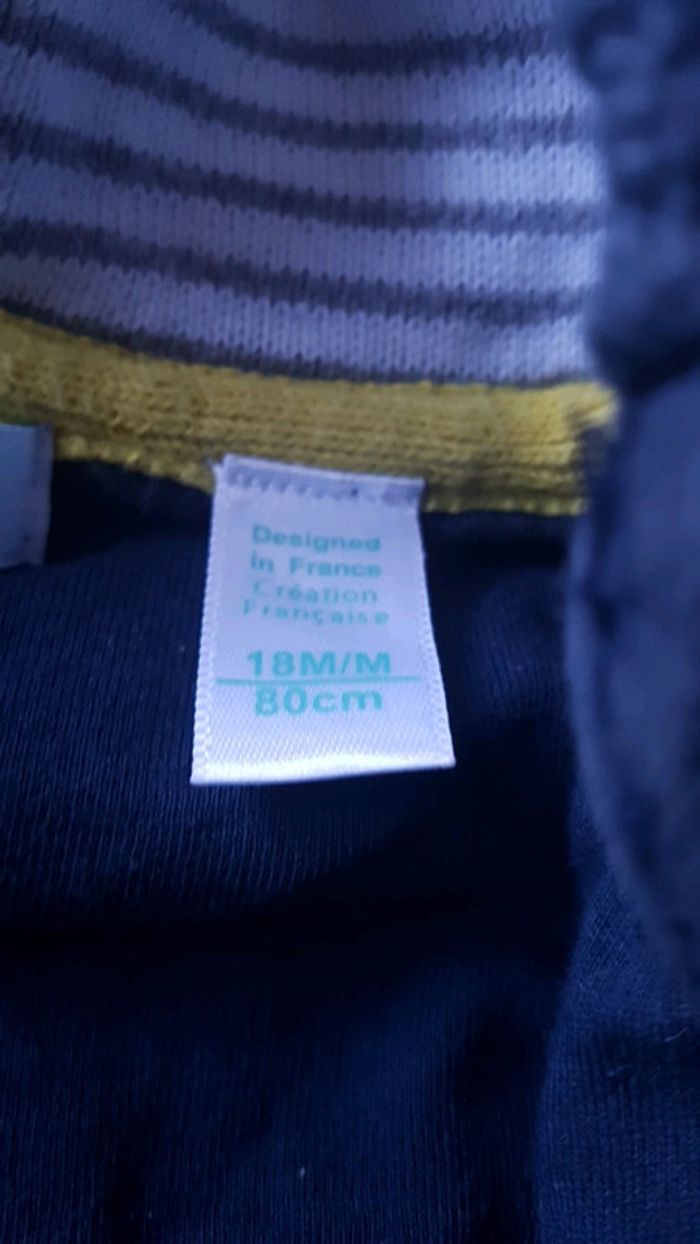 Designed
in France
Création
Française
18M/M
80cm